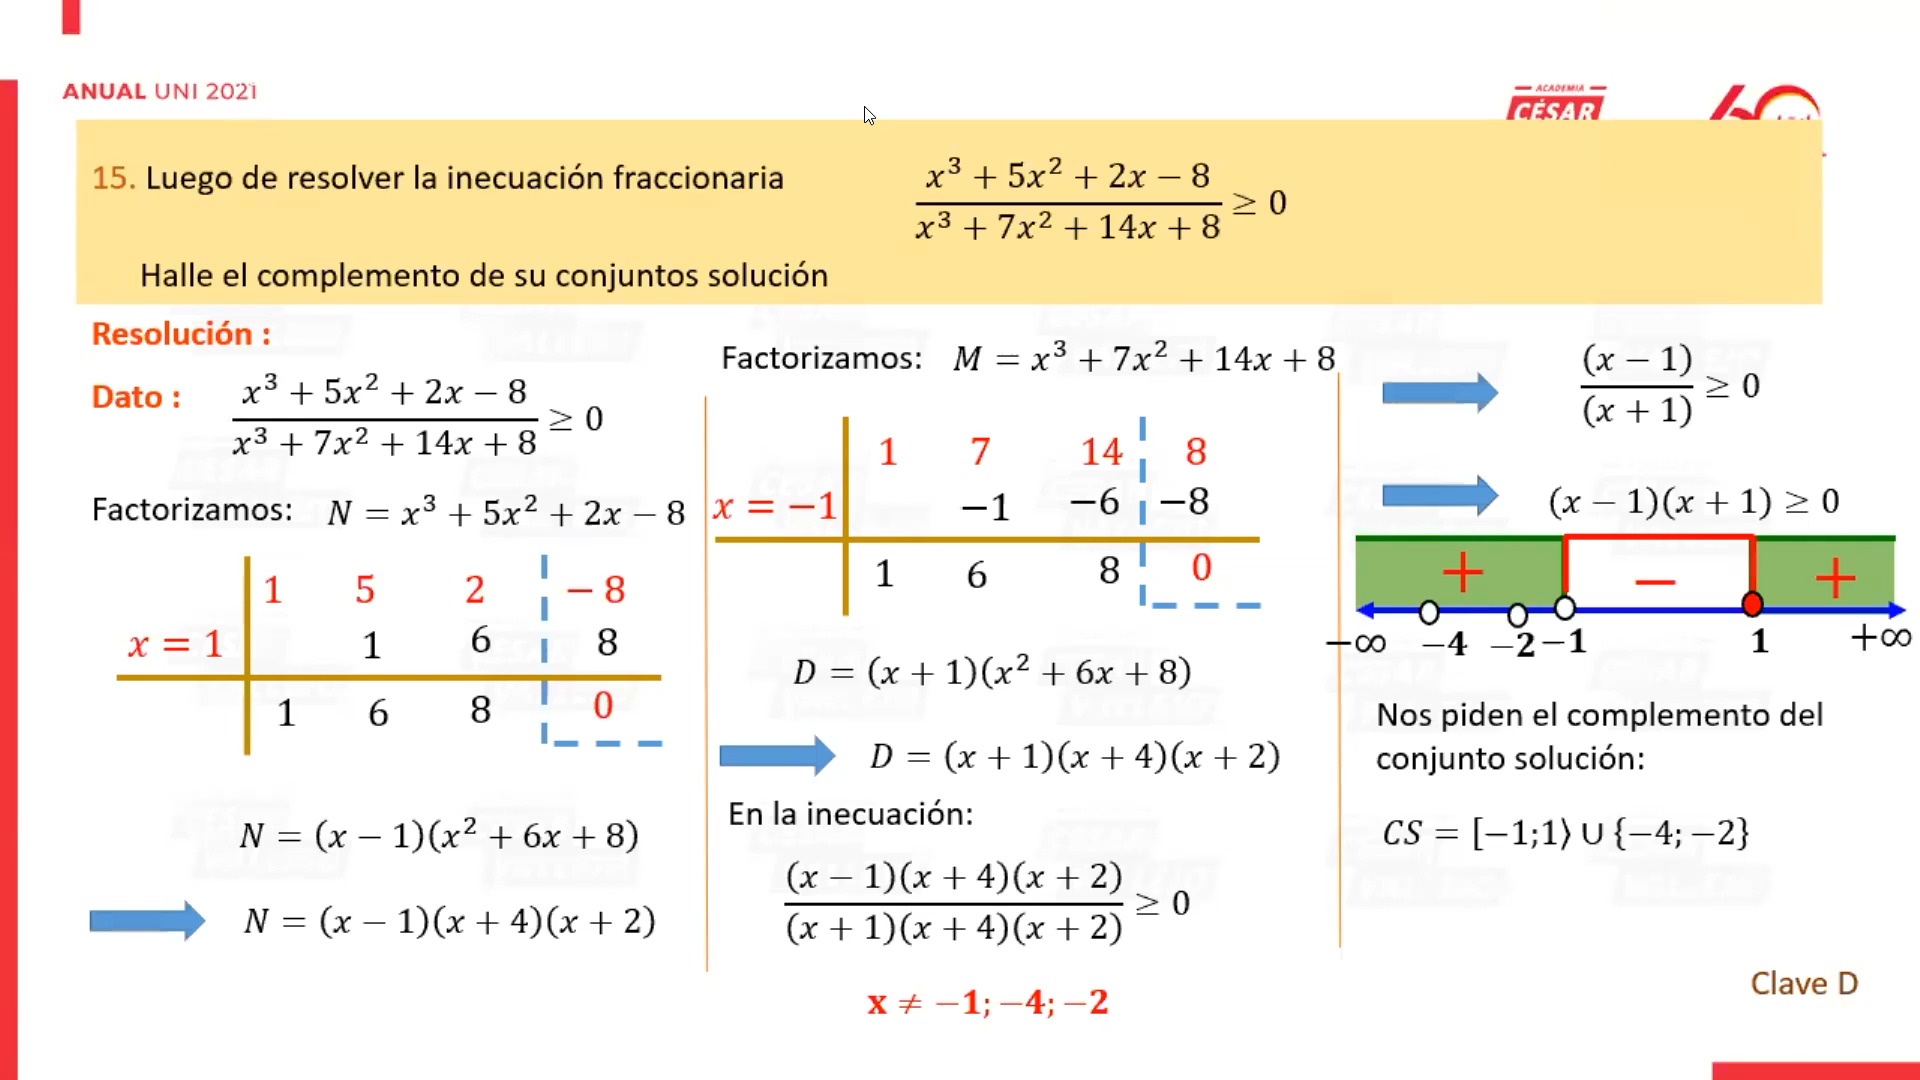 ANUAL UNI 2021
ACADEMIA
CÉSAR
15. Luego de resolver la inecuación fraccionaria
x³ + 5x² + 2x − 8
x³ + 7x² + 14x + 8
≥ 0
Halle el complemento de su conjuntos solución
Resolución :
Dato :
x³ + 5x² + 2x − 8
x³ + 7x² + 14x + 8
≥ 0
Factorizamos: N = x³ + 5x² + 2x − 8
1 5 2 − 8
x = 1 1 6 8
1 6 8 0
N = (x − 1)(x² + 6x + 8)
N = (x − 1)(x + 4)(x + 2)
Factorizamos: M = x³ + 7x² + 14x + 8
1 7 14 8
x = −1 −1 −6 −8
1 6 8 0
D = (x + 1)(x² + 6x + 8)
D = (x + 1)(x + 4)(x + 2)
En la inecuación:
(x − 1)(x + 4)(x + 2)
(x + 1)(x + 4)(x + 2)
≥ 0
x ≠ −1; −4; −2
(x − 1)
(x + 1)
≥ 0
(x − 1)(x + 1) ≥ 0
+ − +
−∞ −4 −2 −1 1 +∞
Nos piden el complemento del
conjunto solución:
CS = [−1;1⟩ ∪ {−4; −2}
Clave D